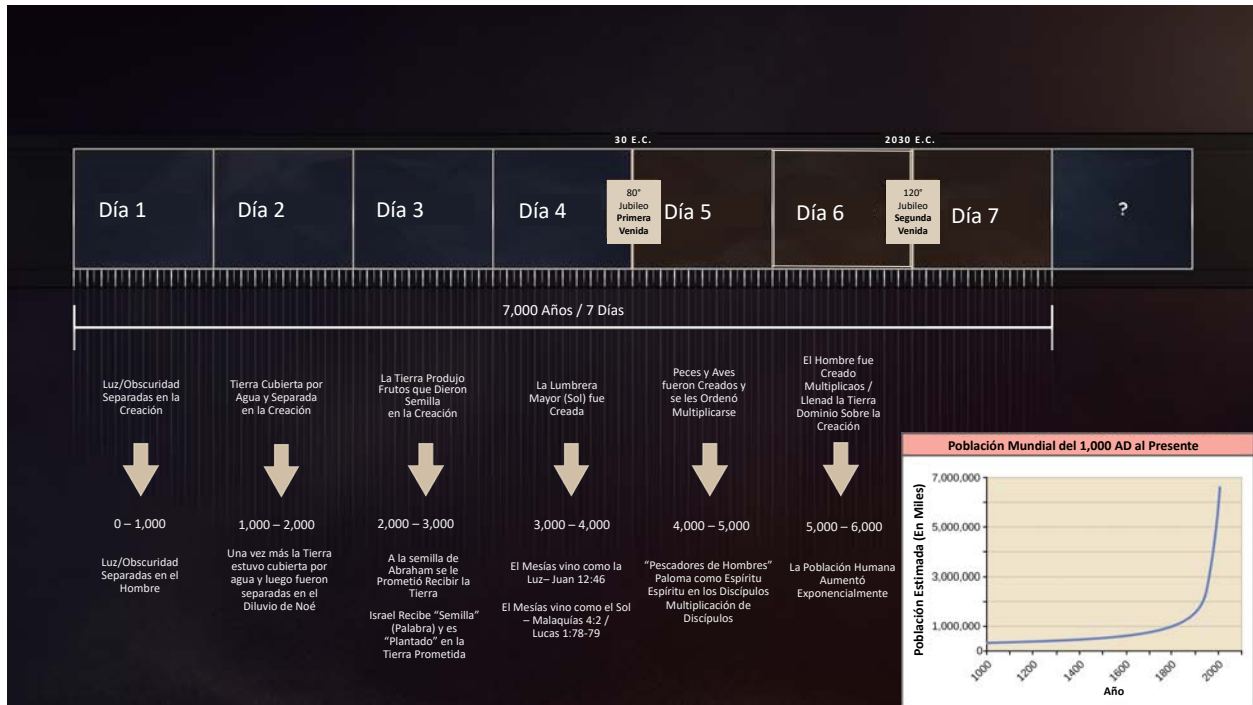 30 E.C.
2030 E.C.
Día 1
Día 2
Día 3
Día 4
80°
Jubileo
Primera
Venida
Día 5
Día 6
120°
Jubileo
Segunda
Venida
Día 7
?
7,000 Años / 7 Días
Luz/Obscuridad
Separadas en la
Creación
Tierra Cubierta por
Agua y Separada
en la Creación
La Tierra Produjo
Frutos que Dieron
Semilla
en la Creación
La Lumbrera
Mayor (Sol) fue
Creada
Peces y Aves
fueron Creados y
se les Ordenó
Multiplicarse
El Hombre fue
Creado
Multiplicaos /
Llenad la Tierra
Dominio Sobre la
Creación
0 – 1,000
1,000 – 2,000
2,000 – 3,000
3,000 – 4,000
4,000 – 5,000
5,000 – 6,000
Luz/Obscuridad
Separadas en el
Hombre
Una vez más la Tierra
estuvo cubierta por
agua y luego fueron
separadas en el
Diluvio de Noé
A la semilla de
Abraham se le
Prometió Recibir la
Tierra
Israel Recibe “Semilla”
(Palabra) y es
“Plantado” en la
Tierra Prometida
El Mesías vino como la
Luz– Juan 12:46
El Mesías vino como el Sol
– Malaquías 4:2 /
Lucas 1:78-79
“Pescadores de Hombres”
Paloma como Espíritu
Espíritu en los Discípulos
Multiplicación de
Discípulos
La Población Humana
Aumentó
Exponencialmente
Población Mundial del 1,000 AD al Presente
Población Estimada (En Miles)
7,000,000
5,000,000
3,000,000
1,000,000
0
1000
1200
1400
1600
1800
2000
Año